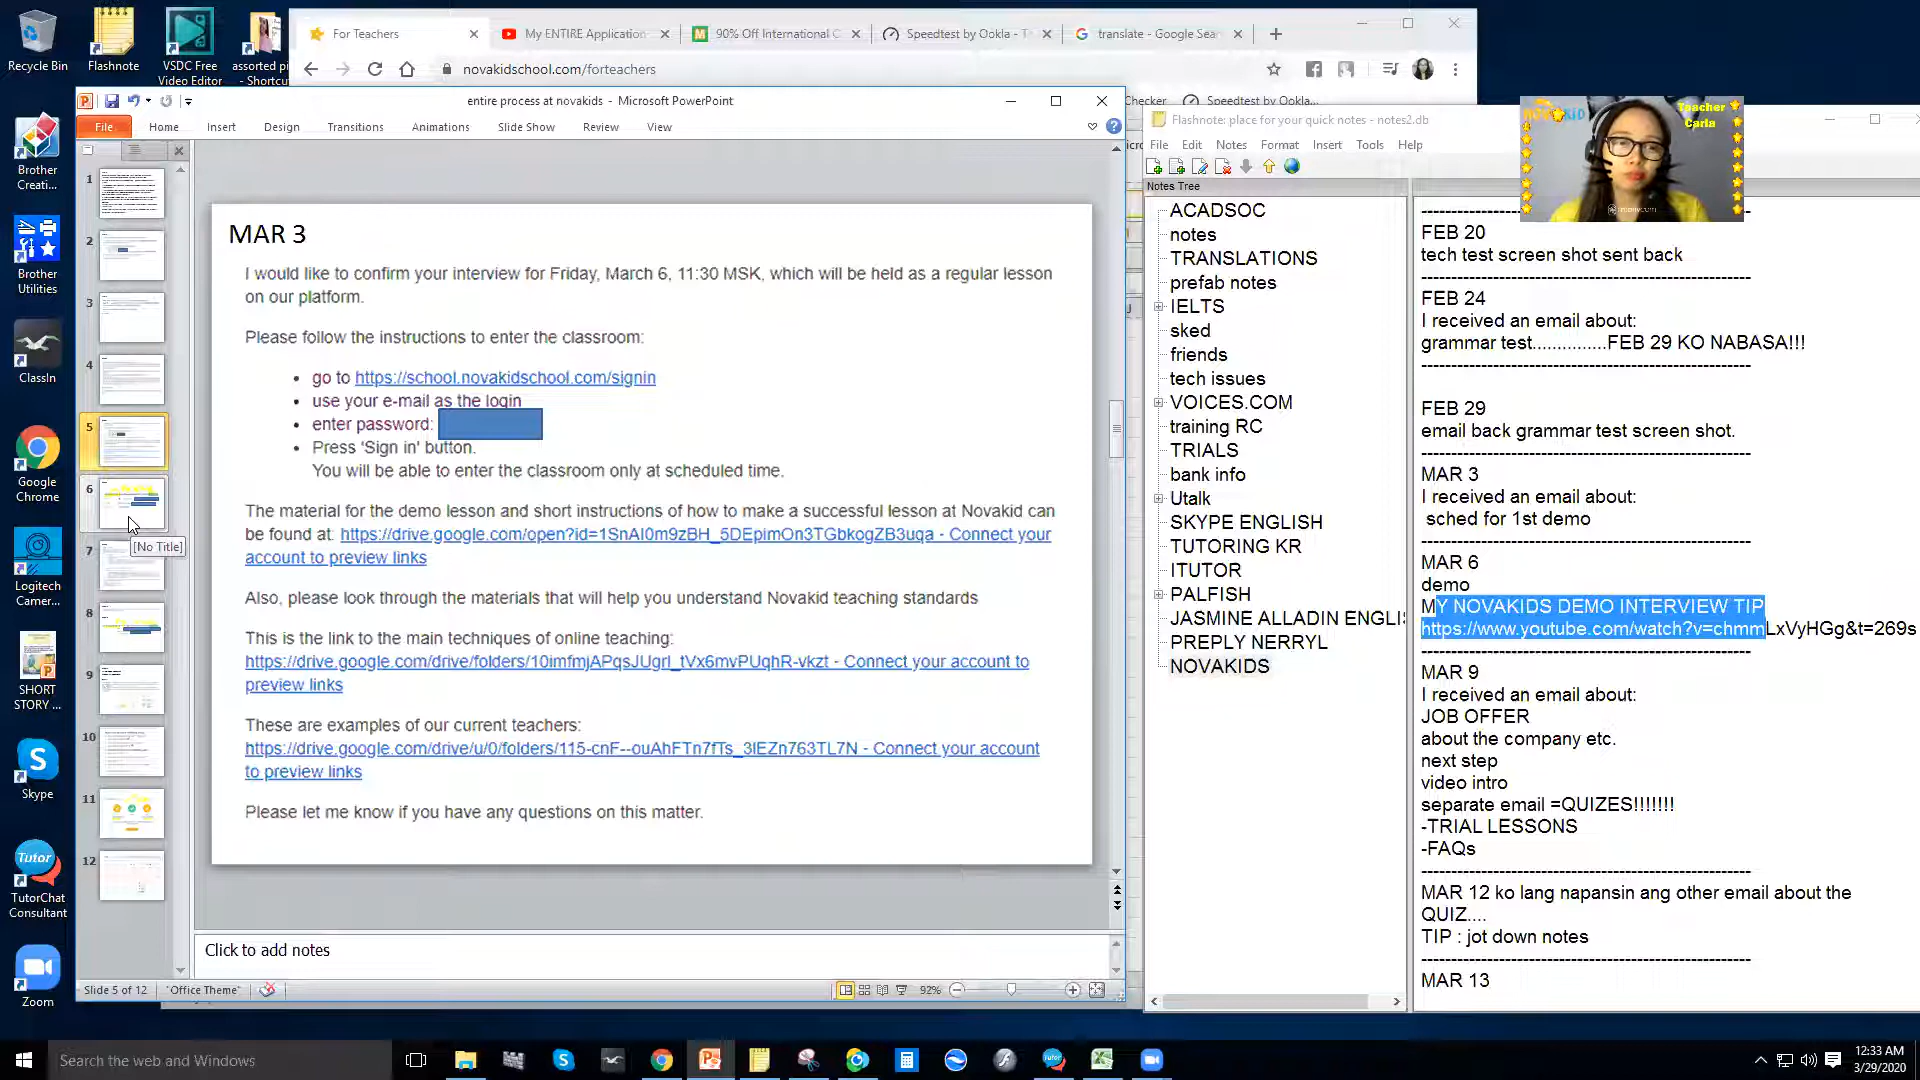 Recycle Bin
Flashnote
VSDC Free
Video Editor
assorted pi
- Shortcut
Brother
Creati...
Brother
Utilities
ClassIn
Google
Chrome
Logitech
Camer...
SHORT
STORY ...
Skype
Tutor
TutorChat
Consultant
Zoom
For Teachers
My ENTIRE Application
90% Off International C
Speedtest by Ookla - T
translate - Google Sear
novakidschool.com/forteachers
Checker
Speedtest by Ookla...
entire process at novakids - Microsoft PowerPoint
File
Home
Insert
Design
Transitions
Animations
Slide Show
Review
View
1
2
3
4
5
6
[No Title]
7
8
9
10
11
12
MAR 3
I would like to confirm your interview for Friday, March 6, 11:30 MSK, which will be held as a regular lesson
on our platform.
Please follow the instructions to enter the classroom:
• go to https://school.novakidschool.com/signin
• use your e-mail as the login
• enter password:
• Press 'Sign in' button.
You will be able to enter the classroom only at scheduled time.
The material for the demo lesson and short instructions of how to make a successful lesson at Novakid can
be found at: https://drive.google.com/open?id=1SnAI0m9zBH_5DEpimOn3TGbkogZB3uqa - Connect your
account to preview links
Also, please look through the materials that will help you understand Novakid teaching standards
This is the link to the main techniques of online teaching:
https://drive.google.com/drive/folders/10imfmjAPqsJUgrl_tVx6mvPUqhR-vkzt - Connect your account to
preview links
These are examples of our current teachers:
https://drive.google.com/drive/u/0/folders/115-cnF--ouAhFTn7fTs_3lEZn763TL7N - Connect your account
to preview links
Please let me know if you have any questions on this matter.
Click to add notes
Slide 5 of 12
"Office Theme"
92%
Flashnote: place for your quick notes - notes2.db
File
Edit
Notes
Format
Insert
Tools
Help
Notes Tree
ACADSOC
notes
TRANSLATIONS
prefab notes
IELTS
sked
friends
tech issues
VOICES.COM
training RC
TRIALS
bank info
Utalk
SKYPE ENGLISH
TUTORING KR
ITUTOR
PALFISH
JASMINE ALLADIN ENGLI
PREPLY NERRYL
NOVAKIDS
Teacher
Carla
FEB 20
tech test screen shot sent back
FEB 24
I received an email about:
grammar test...............FEB 29 KO NABASA!!!
FEB 29
email back grammar test screen shot.
MAR 3
I received an email about:
sched for 1st demo
MAR 6
demo
MY NOVAKIDS DEMO INTERVIEW TIP
https://www.youtube.com/watch?v=chmmLxVyHGg&t=269s
MAR 9
I received an email about:
JOB OFFER
about the company etc.
next step
video intro
separate email =QUIZES!!!!!!!
-TRIAL LESSONS
-FAQs
MAR 12 ko lang napansin ang other email about the
QUIZ....
TIP : jot down notes
MAR 13
Search the web and Windows
12:33 AM
3/29/2020